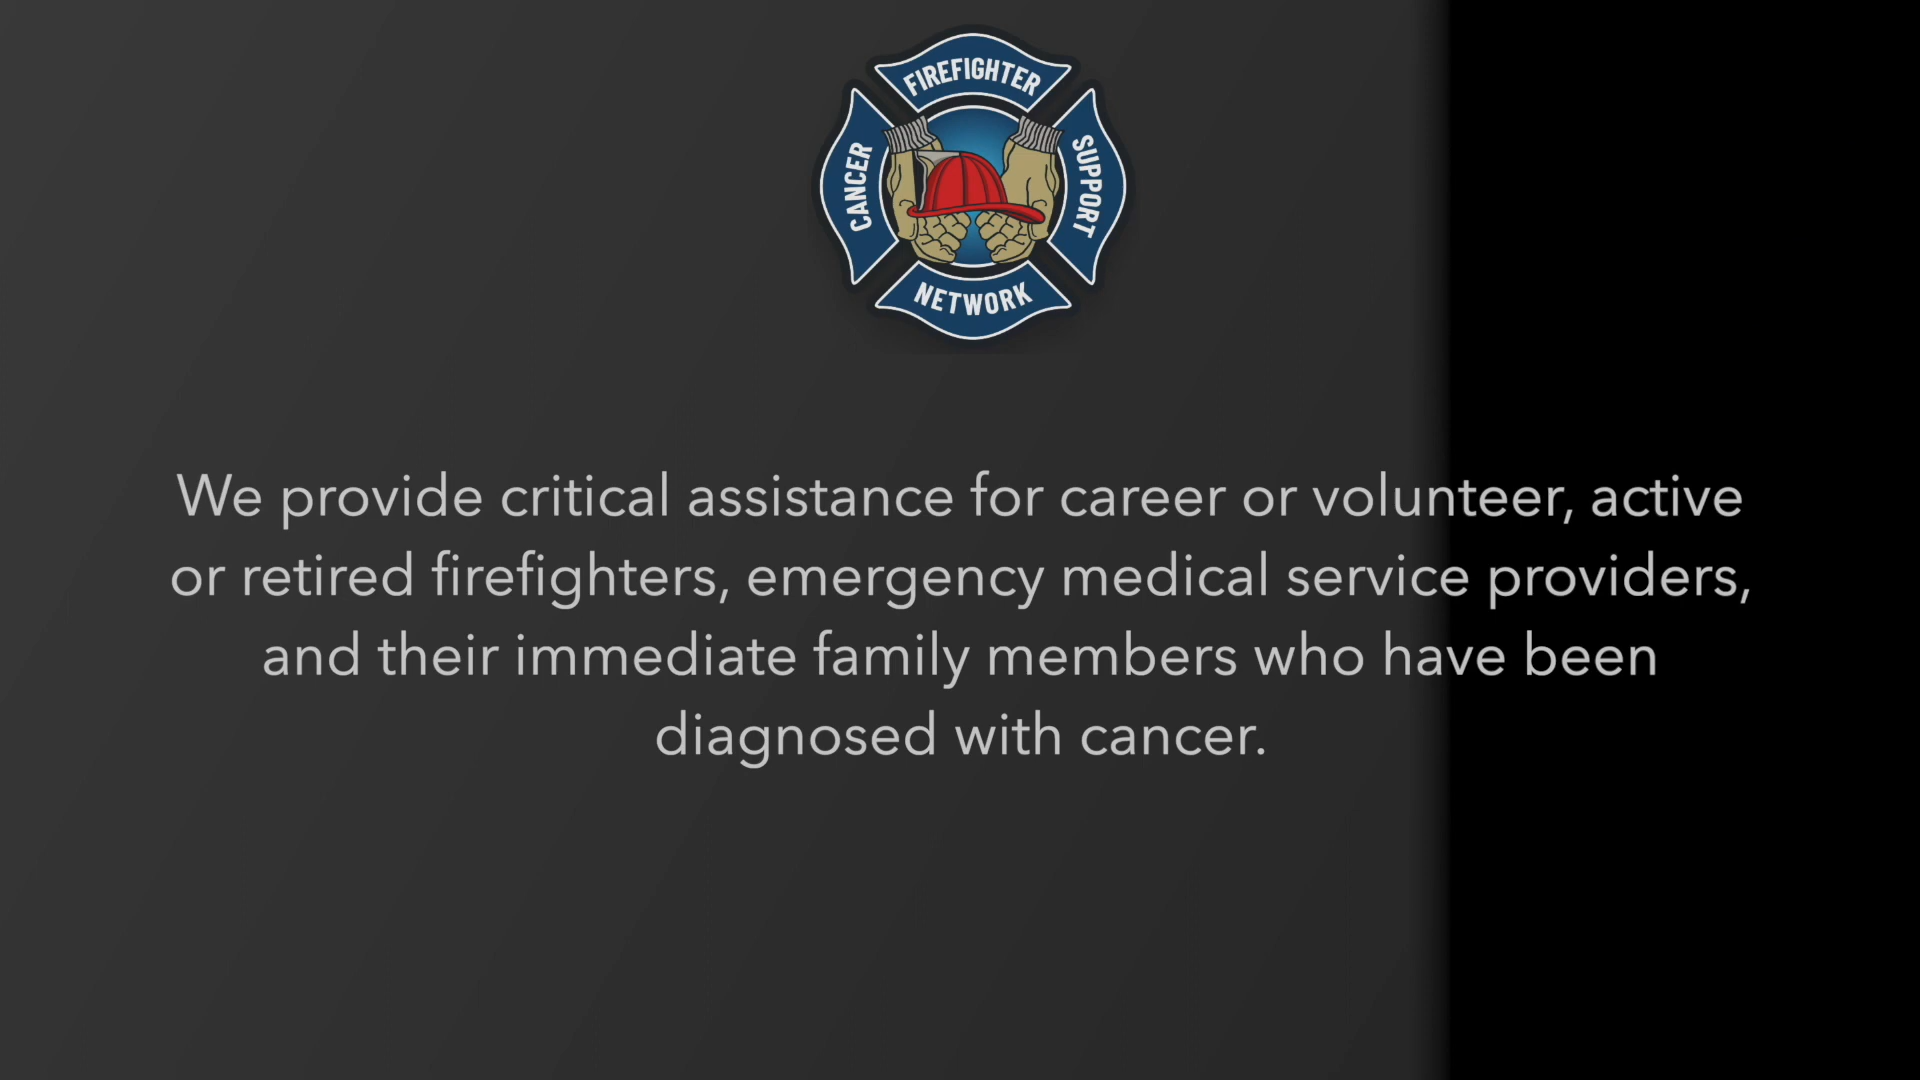 FIREFIGHTER
CANCER
SUPPORT
NETWORK
We provide critical assistance for career or volunteer, active
or retired firefighters, emergency medical service providers,
and their immediate family members who have been
diagnosed with cancer.